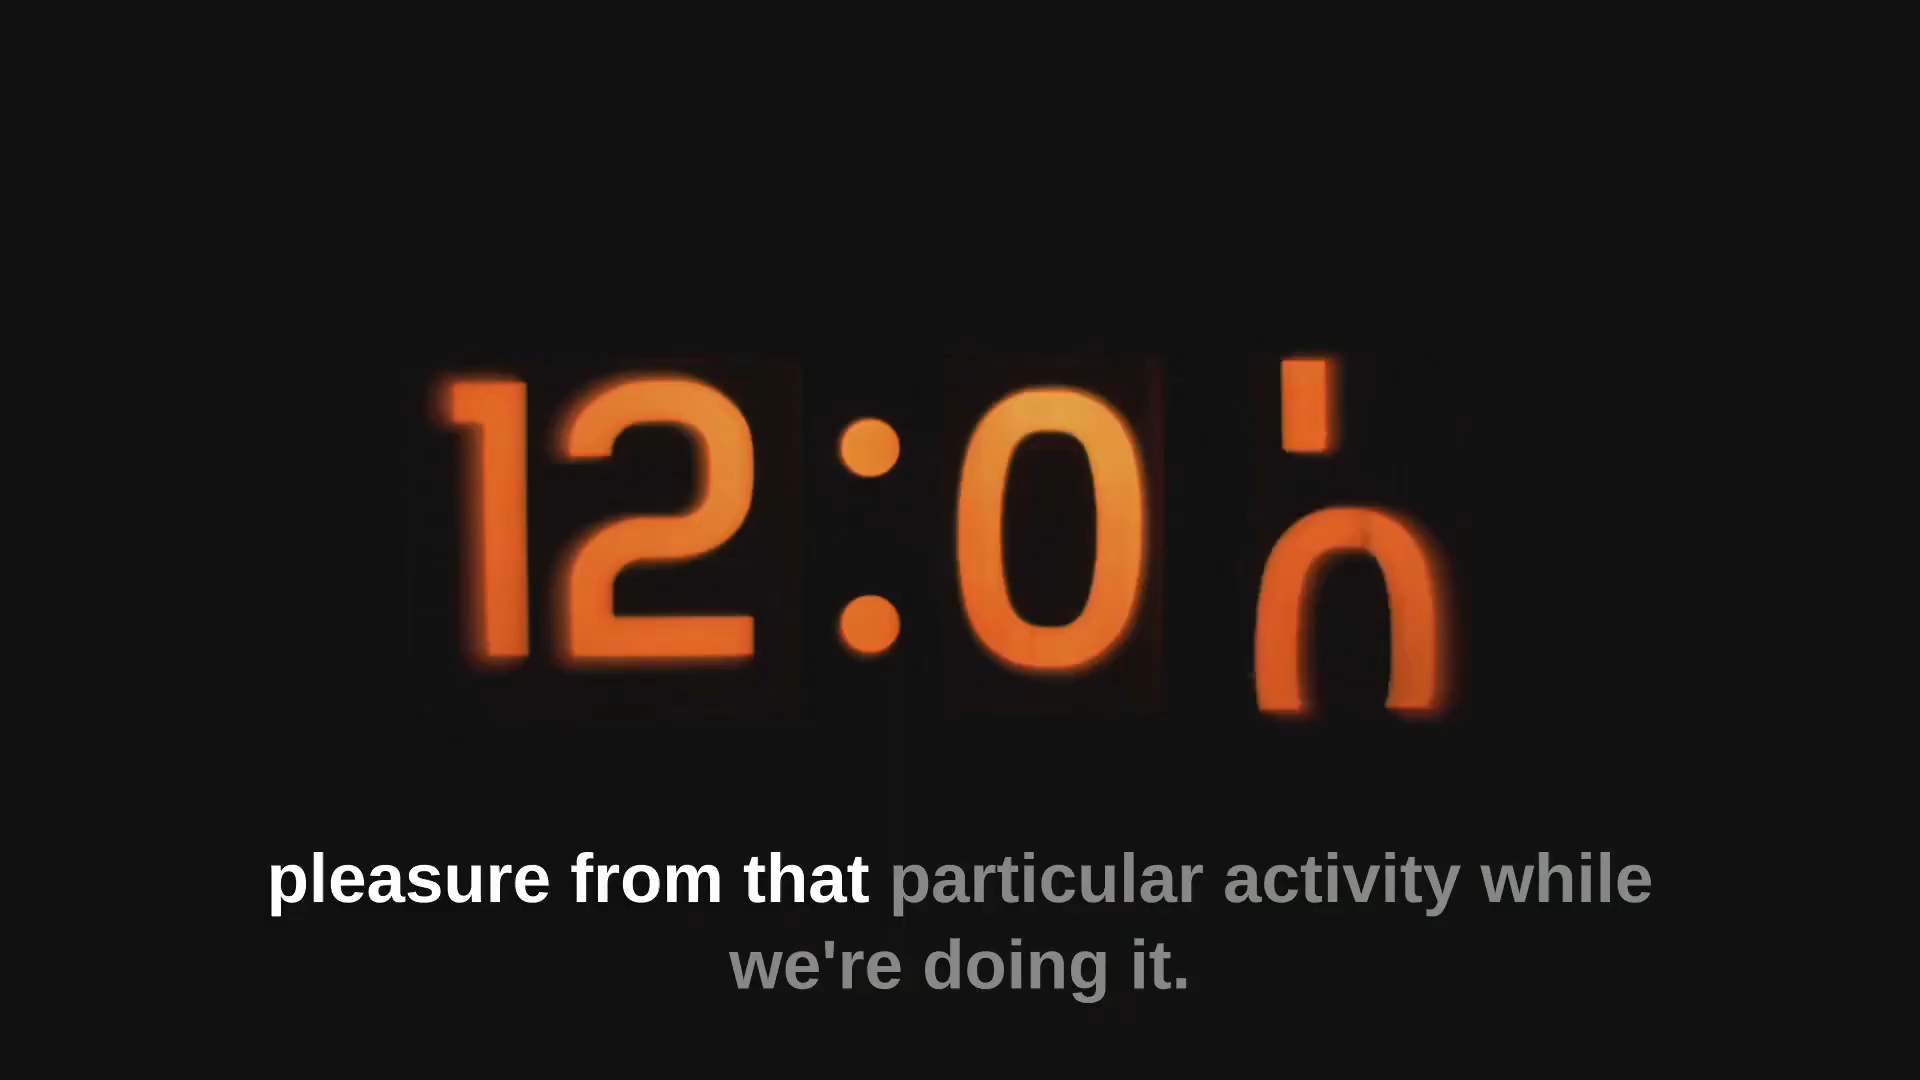 12:0
pleasure from that particular activity while
we're doing it.